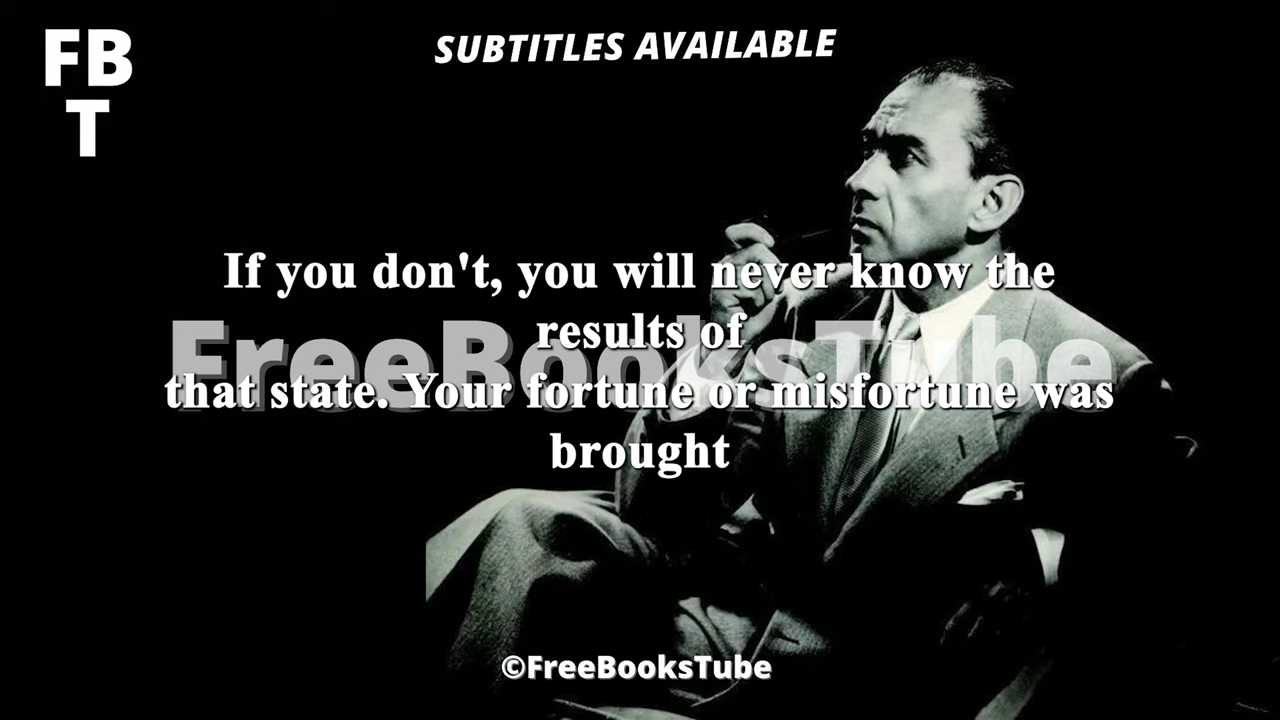 FB
T
SUBTITLES AVAILABLE
If you don't, you will never know the
results of
FreeBooksTube
that state. Your fortune or misfortune was
brought
©FreeBooksTube